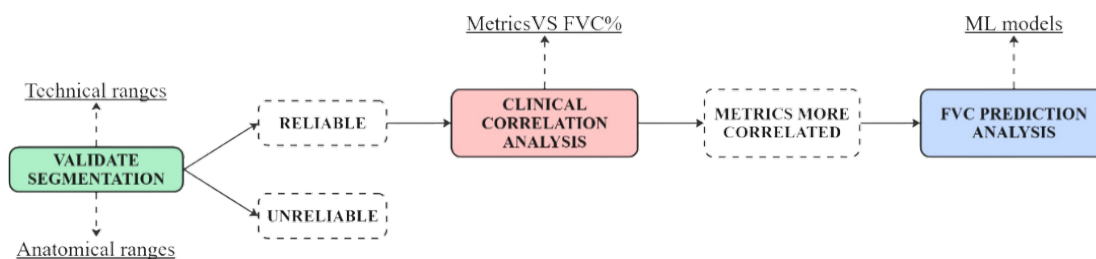 MetricsVS FVC%
ML models
Technical ranges
RELIABLE
CLINICAL
CORRELATION
ANALYSIS
METRICS MORE
CORRELATED
FVC PREDICTION
ANALYSIS
VALIDATE
SEGMENTATION
UNRELIABLE
Anatomical ranges